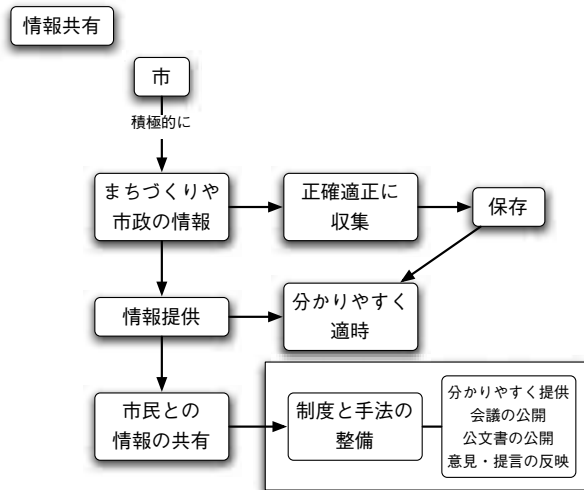 情報共有
市
積極的に
まちづくりや
市政の情報
正確適正に
収集
保存
情報提供
分かりやすく
適時
市民との
情報の共有
制度と手法の
整備
分かりやすく提供
会議の公開
公文書の公開
意見・提言の反映